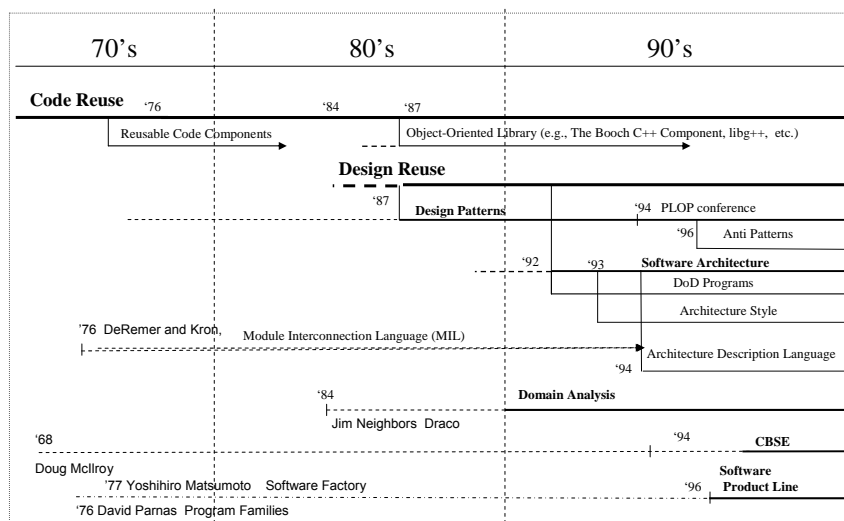 70's 80's 90's
Code Reuse
‘76 ‘84 ‘87
Reusable Code Components
Object-Oriented Library (e.g., The Booch C++ Component, libg++, etc.)
Design Reuse
‘87
Design Patterns
‘94 PLOP conference
‘96 Anti Patterns
‘92 ‘93 Software Architecture
DoD Programs
Architecture Style
‘76 DeRemer and Kron,
Module Interconnection Language (MIL)
‘94 Architecture Description Language
‘84 Domain Analysis
Jim Neighbors Draco
‘68 ‘94 CBSE
Doug McIlroy
'77 Yoshihiro Matsumoto Software Factory
‘96 Software
Product Line
‘76 David Parnas Program Families